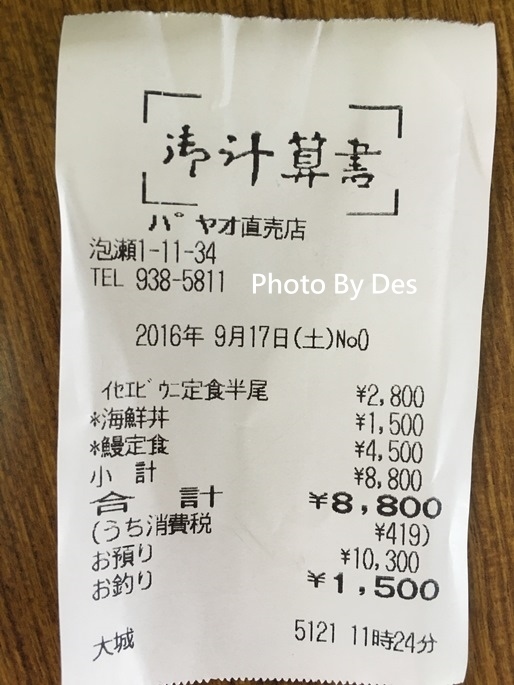 御計算書
パヤオ直売店
泡瀬1-11-34
TEL 938-5811
Photo By Des
2016年 9月17日(土)No0
ｲｾｴﾋﾞ ｳﾆ定食半尾 ¥2,800
*海鮮丼 ¥1,500
*鰻定食 ¥4,500
小 計 ¥8,800
合 計 ¥8,800
(うち消費税 ¥419)
お預り ¥10,300
お釣り ¥1,500
大城 5121 11時24分